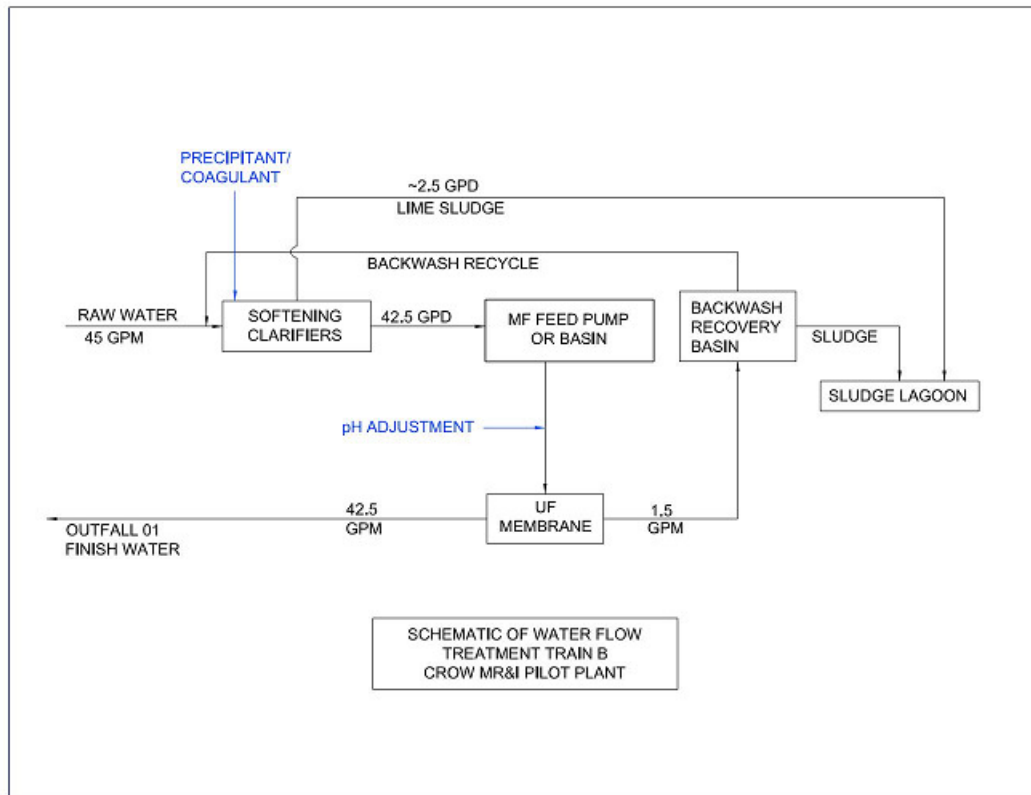 PRECIPITANT/
COAGULANT
~2.5 GPD
LIME SLUDGE
BACKWASH RECYCLE
RAW WATER
45 GPM
SOFTENING
CLARIFIERS
42.5 GPD
MF FEED PUMP
OR BASIN
BACKWASH
RECOVERY
BASIN
SLUDGE
SLUDGE LAGOON
pH ADJUSTMENT
UF
MEMBRANE
42.5
GPM
1.5
GPM
OUTFALL 01
FINISH WATER
SCHEMATIC OF WATER FLOW
TREATMENT TRAIN B
CROW MR&I PILOT PLANT